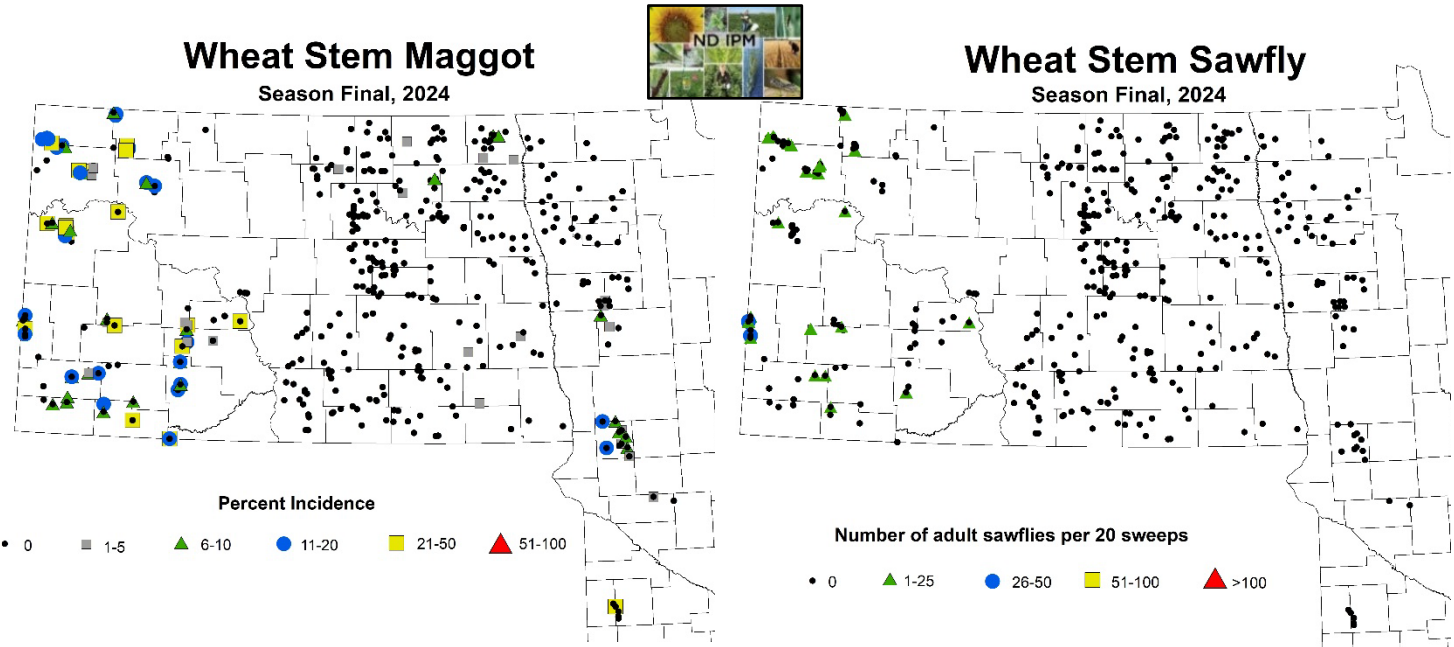 Wheat Stem Maggot
Season Final, 2024
ND IPM
Wheat Stem Sawfly
Season Final, 2024
Percent Incidence
0 1-5 6-10 11-20 21-50 51-100
Number of adult sawflies per 20 sweeps
0 1-25 26-50 51-100 >100